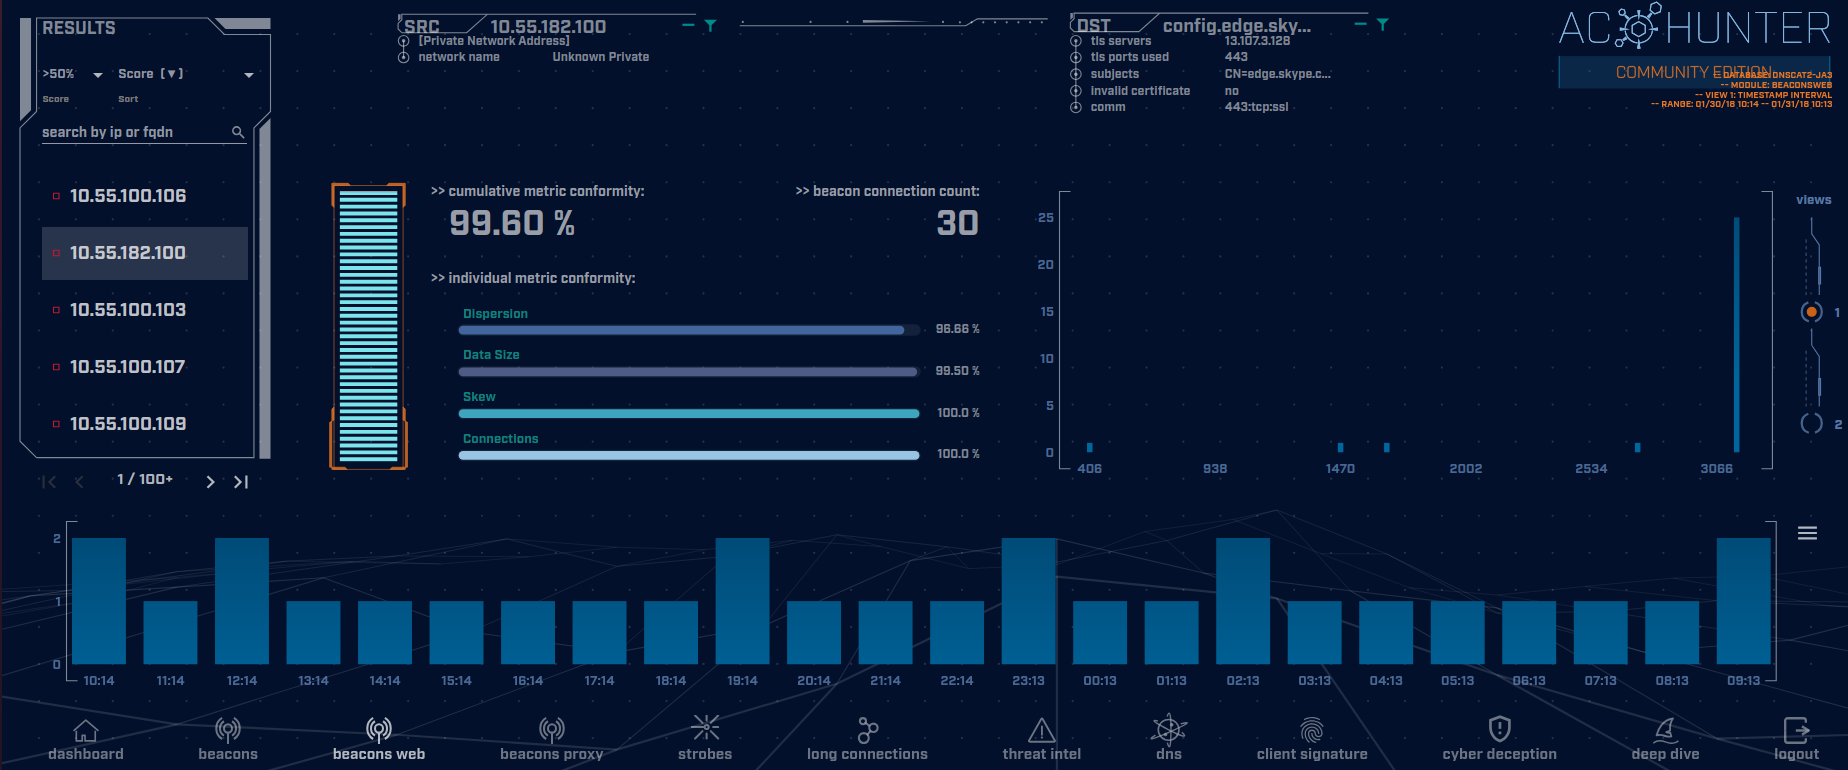 RESULTS
>50%
Score [▼]
Score
Sort
search by ip or fqdn
10.55.100.106
10.55.182.100
10.55.100.103
10.55.100.107
10.55.100.109
1 / 100+
SRC
10.55.182.100
[Private Network Address]
network name
Unknown Private
DST
config.edge.sky...
tls servers
13.107.3.128
tls ports used
443
subjects
CN=edge.skype.c...
invalid certificate
no
comm
443:tcp:ssl
AC HUNTER
COMMUNITY EDITION
-- DATABASE: DNSCAT2-JA3
-- MODULE: BEACONSWEB
-- VIEW 1: TIMESTAMP INTERVAL
-- RANGE: 01/30/18 10:14 -- 01/31/18 10:13
>> cumulative metric conformity:
99.60 %
>> beacon connection count:
30
>> individual metric conformity:
Dispersion
96.66 %
Data Size
99.50 %
Skew
100.0 %
Connections
100.0 %
25
20
15
10
5
0
406 938 1470 2002 2534 3066
views
1
2
2
1
0
10:14 11:14 12:14 13:14 14:14 15:14 16:14 17:14 18:14 19:14 20:14 21:14 22:14 23:13 00:13 01:13 02:13 03:13 04:13 05:13 06:13 07:13 08:13 09:13
dashboard
beacons
beacons web
beacons proxy
strobes
long connections
threat intel
dns
client signature
cyber deception
deep dive
logout